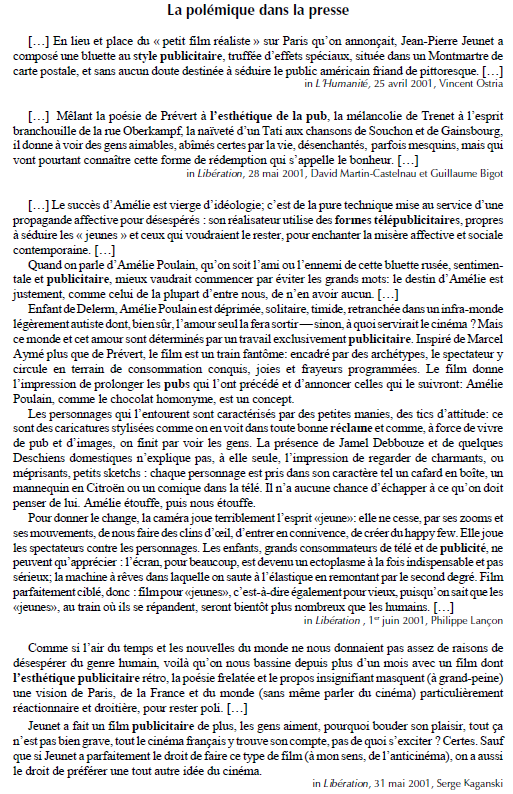 La polémique dans la presse
[…] En lieu et place du « petit film réaliste » sur Paris qu'on annonçait, Jean-Pierre Jeunet a
composé une bluette au style publicitaire, truffée d'effets spéciaux, située dans un Montmartre de
carte postale, et sans aucun doute destinée à séduire le public américain friand de pittoresque. […]
in L'Humanité, 25 avril 2001, Vincent Ostria
[…] Mêlant la poésie de Prévert à l'esthétique de la pub, la mélancolie de Trenet à l'esprit
branchouille de la rue Oberkampf, la naïveté d'un Tati aux chansons de Souchon et de Gainsbourg,
il donne à voir des gens aimables, abîmés certes par la vie, désenchantés, parfois mesquins, mais qui
vont pourtant connaître cette forme de rédemption qui s'appelle le bonheur. […]
in Libération, 28 mai 2001, David Martin-Castelnau et Guillaume Bigot
[…] Le succès d'Amélie est vierge d'idéologie; c'est de la pure technique mise au service d'une
propagande affective pour désespérés : son réalisateur utilise des formes télépublicitaires, propres
à séduire les « jeunes » et ceux qui voudraient le rester, pour enchanter la misère affective et sociale
contemporaine. […]
Quand on parle d'Amélie Poulain, qu'on soit l'ami ou l'ennemi de cette bluette rusée, sentimen-
tale et publicitaire, mieux vaudrait commencer par éviter les grands mots: le destin d'Amélie est
justement, comme celui de la plupart d'entre nous, de n'en avoir aucun. […]
Enfant de Delerm, Amélie Poulain est déprimée, solitaire, timide, retranchée dans un infra-monde
légèrement autiste dont, bien sûr, l'amour seul la fera sortir — sinon, à quoi servirait le cinéma ? Mais
ce monde et cet amour sont déterminés par un travail exclusivement publicitaire. Inspiré de Marcel
Aymé plus que de Prévert, le film est un train fantôme: encadré par des archétypes, le spectateur y
circule en terrain de consommation conquis, joies et frayeurs programmées. Le film donne
l'impression de prolonger les pubs qui l'ont précédé et d'annoncer celles qui le suivront: Amélie
Poulain, comme le chocolat homonyme, est un concept.
Les personnages qui l'entourent sont caractérisés par des petites manies, des tics d'attitude: ce
sont des caricatures stylisées comme on en voit dans toute bonne réclame et comme, à force de vivre
de pub et d'images, on finit par voir les gens. La présence de Jamel Debbouze et de quelques
Deschiens domestiques n'explique pas, à elle seule, l'impression de regarder de charmants, ou
méprisants, petits sketchs : chaque personnage est pris dans son caractère tel un cafard en boîte, un
mannequin en Citroën ou un comique dans la télé. Il n'a aucune chance d'échapper à ce qu'on doit
penser de lui. Amélie étouffe, puis nous étouffe.
Pour donner le change, la caméra joue terriblement l'esprit «jeune»: elle ne cesse, par ses zooms et
ses mouvements, de nous faire des clins d'œil, d'entrer en connivence, de créer du happy few. Elle joue
les spectateurs contre les personnages. Les enfants, grands consommateurs de télé et de publicité, ne
peuvent qu'apprécier : l'écran, pour beaucoup, est devenu un ectoplasme à la fois indispensable et pas
sérieux; la machine à rêves dans laquelle on saute à l'élastique en remontant par le second degré. Film
parfaitement ciblé, donc : film pour «jeunes», c'est-à-dire également pour vieux, puisqu'on sait que les
«jeunes», au train où ils se répandent, seront bientôt plus nombreux que les humains. […]
in Libération , 1er juin 2001, Philippe Lançon
Comme si l'air du temps et les nouvelles du monde ne nous donnaient pas assez de raisons de
désespérer du genre humain, voilà qu'on nous bassine depuis plus d'un mois avec un film dont
l'esthétique publicitaire rétro, la poésie frelatée et le propos insignifiant masquent (à grand-peine)
une vision de Paris, de la France et du monde (sans même parler du cinéma) particulièrement
réactionnaire et droitière, pour rester poli. […]
Jeunet a fait un film publicitaire de plus, les gens aiment, pourquoi bouder son plaisir, tout ça
n'est pas bien grave, tout le cinéma français y trouve son compte, pas de quoi s'exciter ? Certes. Sauf
que si Jeunet a parfaitement le droit de faire ce type de film (à mon sens, de l'anticinéma), on a aussi
le droit de préférer une tout autre idée du cinéma.
in Libération, 31 mai 2001, Serge Kaganski